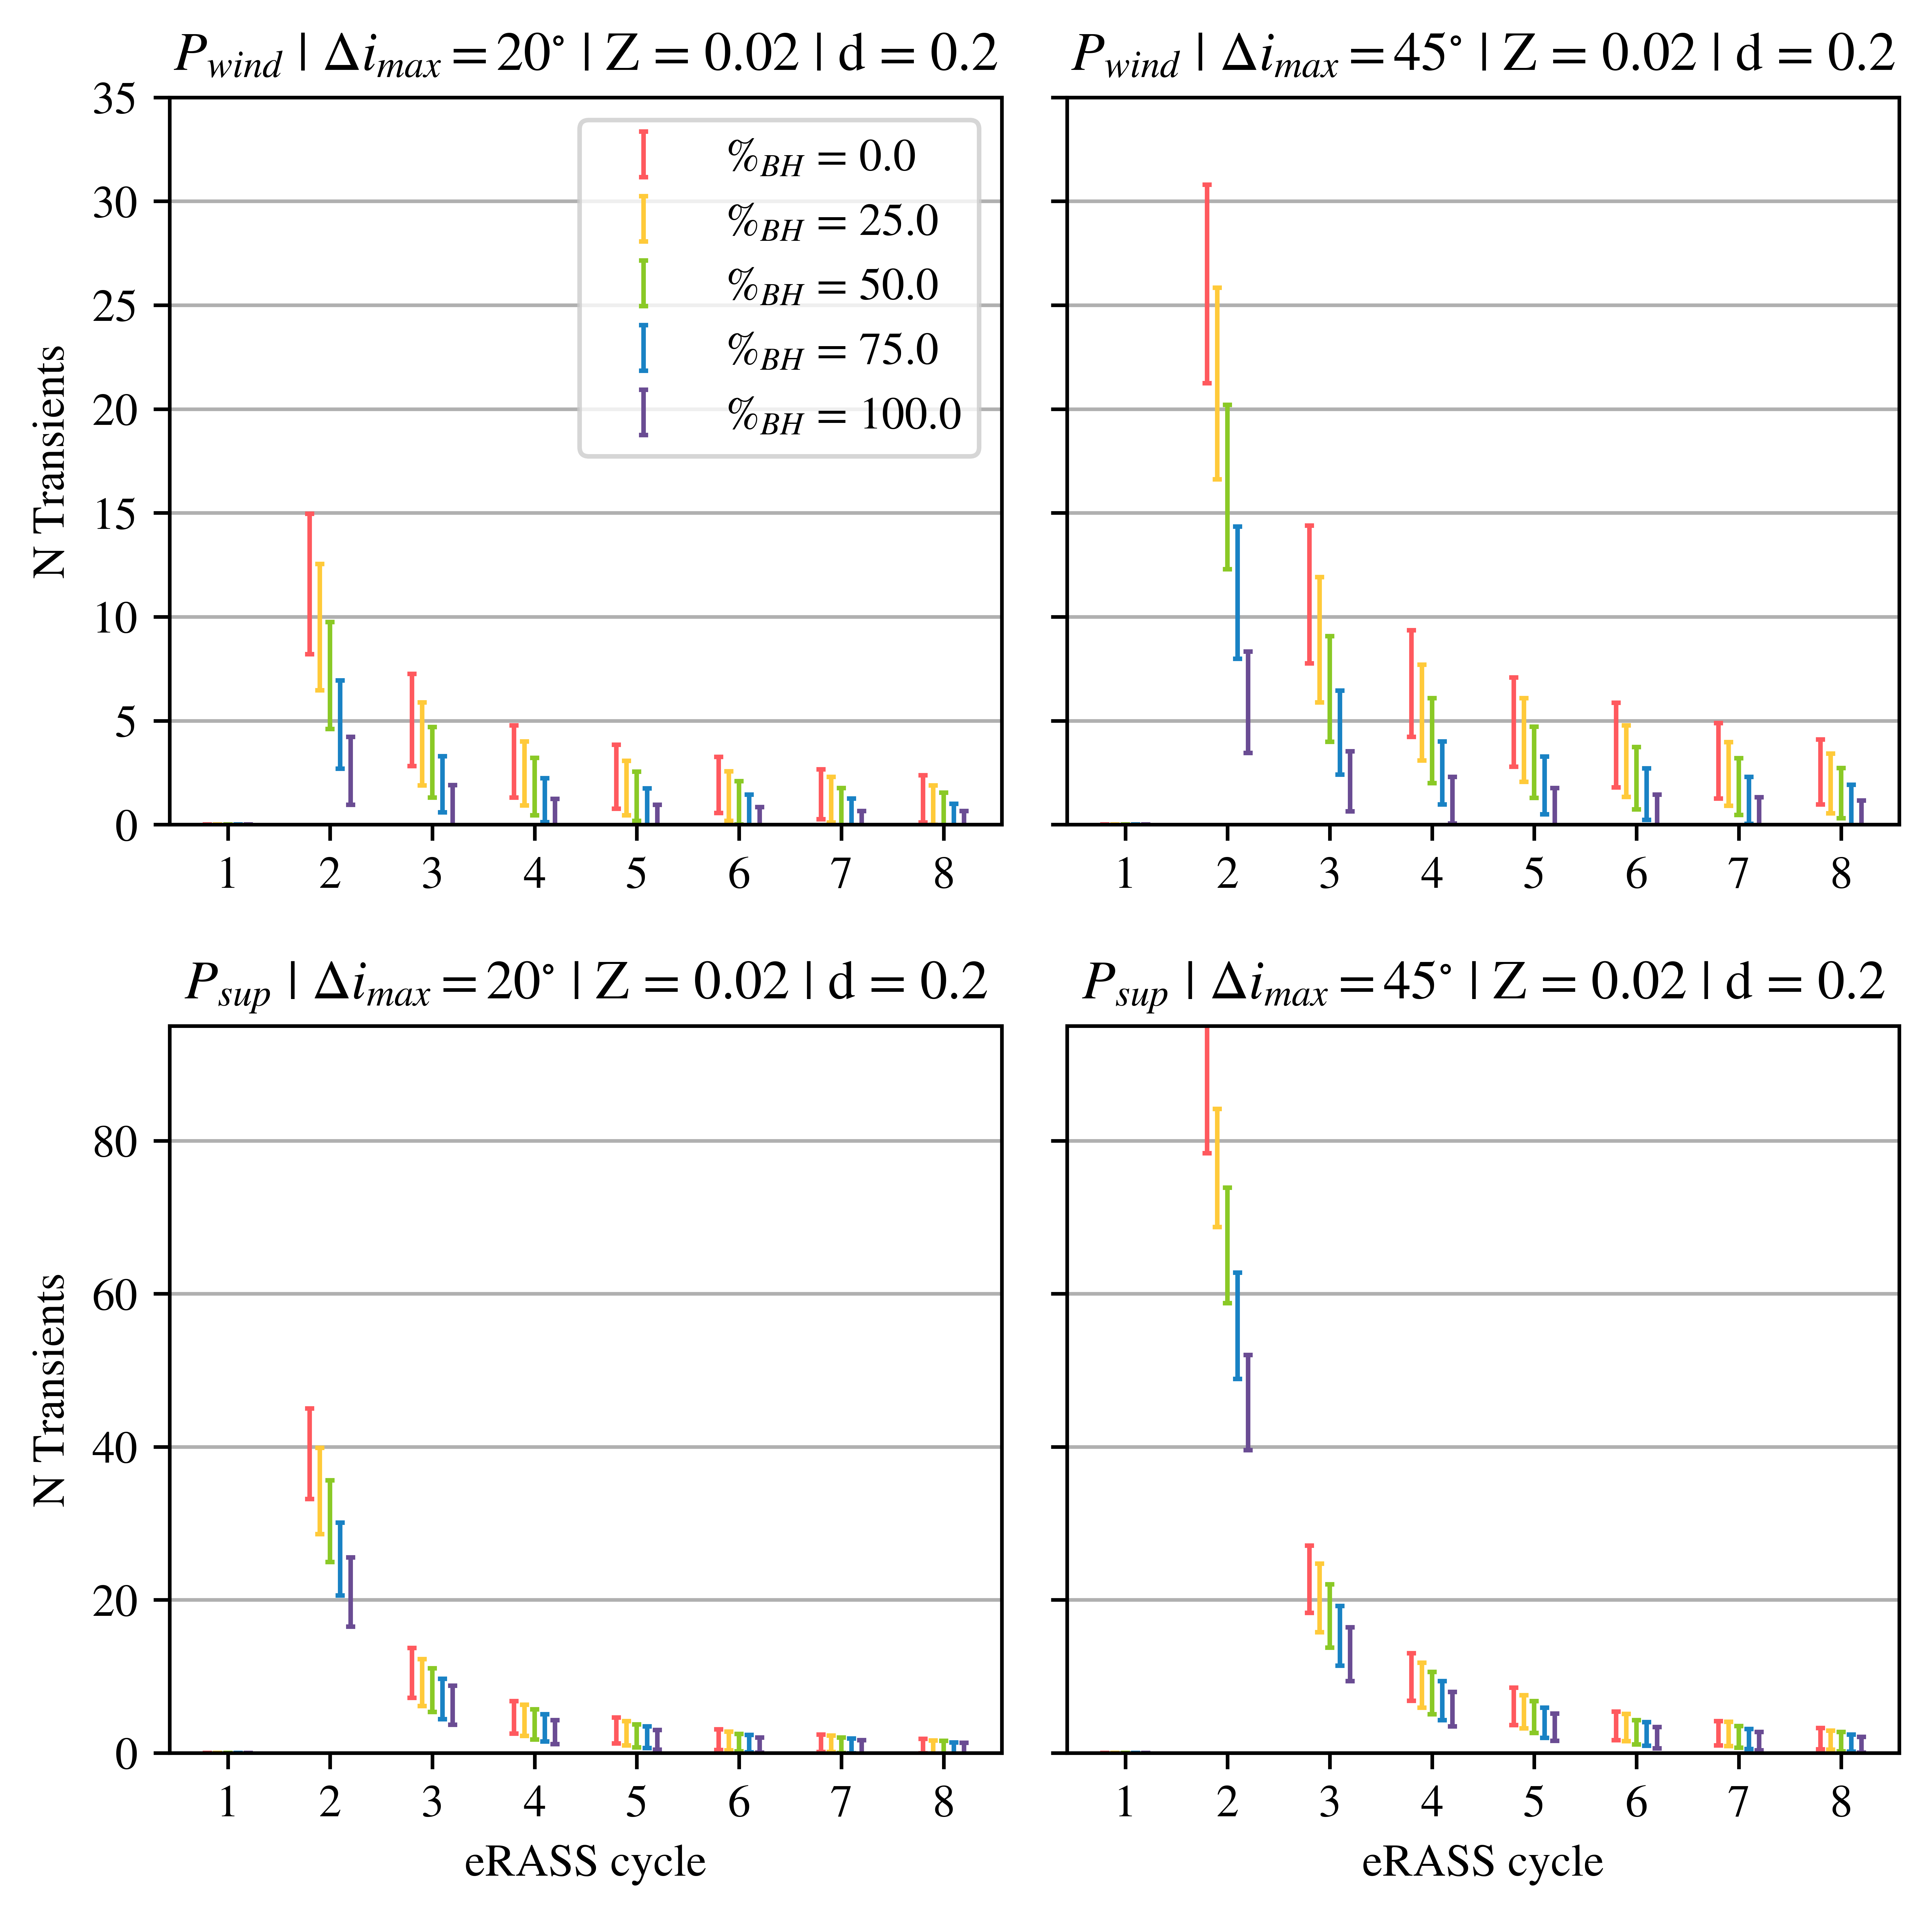 P_wind | Δi_max = 20° | Z = 0.02 | d = 0.2
P_wind | Δi_max = 45° | Z = 0.02 | d = 0.2
N Transients
35
30
25
20
15
10
5
0
%_BH = 0.0
%_BH = 25.0
%_BH = 50.0
%_BH = 75.0
%_BH = 100.0
1 2 3 4 5 6 7 8
1 2 3 4 5 6 7 8
P_sup | Δi_max = 20° | Z = 0.02 | d = 0.2
P_sup | Δi_max = 45° | Z = 0.02 | d = 0.2
N Transients
80
60
40
20
0
1 2 3 4 5 6 7 8
1 2 3 4 5 6 7 8
eRASS cycle
eRASS cycle